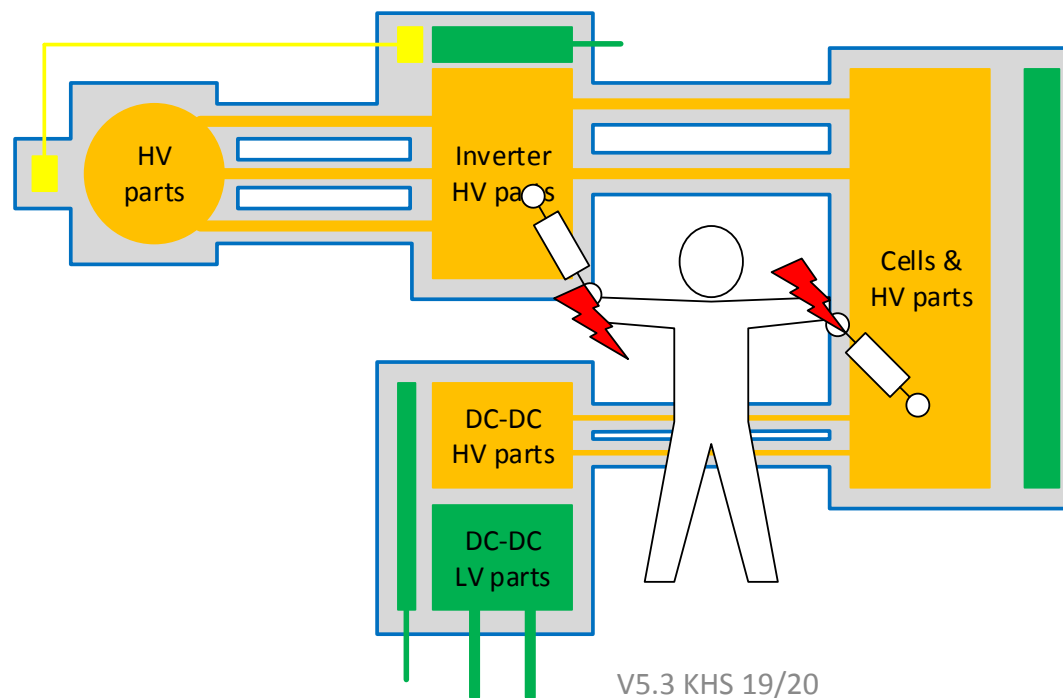 HV
parts
Inverter
HV parts
Cells &
HV parts
DC-DC
HV parts
DC-DC
LV parts
V5.3 KHS 19/20